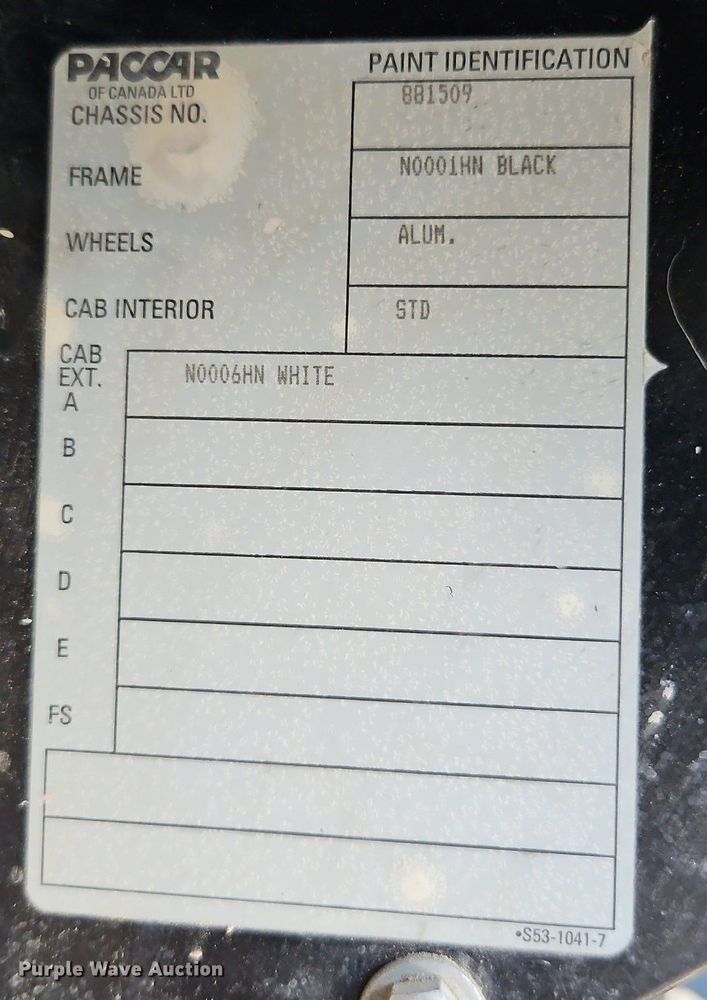 PACCAR PAINT IDENTIFICATION
OF CANADA LTD
CHASSIS NO. 881509
FRAME N0001HN BLACK
WHEELS ALUM.
CAB INTERIOR STD
CAB
EXT.
A N0006HN WHITE
B
C
D
E
FS
•S53-1041-7
Purple Wave Auction